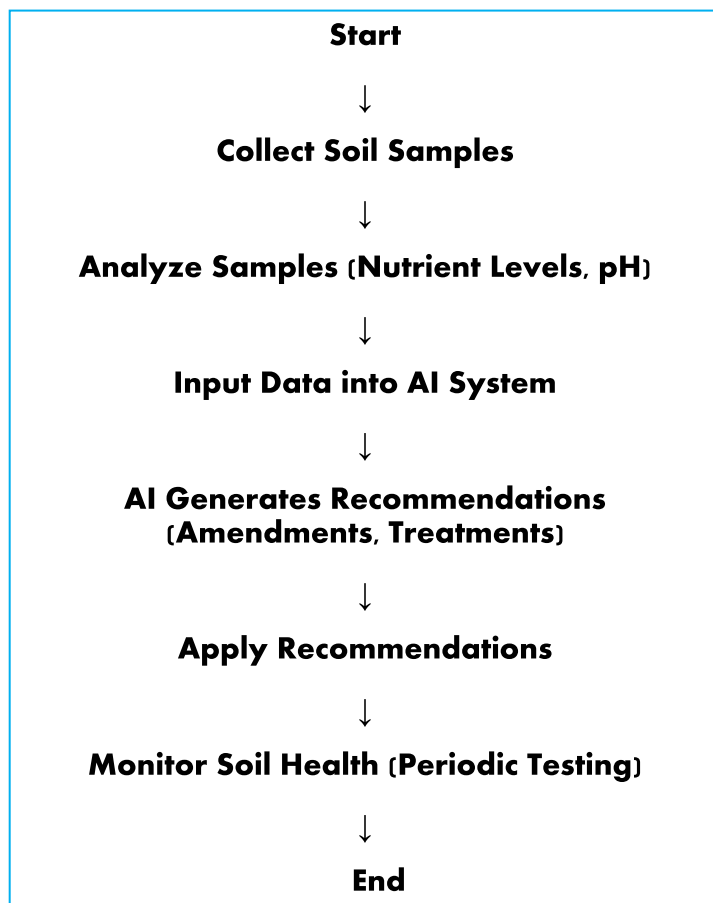 Start
↓
Collect Soil Samples
↓
Analyze Samples (Nutrient Levels, pH)
↓
Input Data into AI System
↓
AI Generates Recommendations
(Amendments, Treatments)
↓
Apply Recommendations
↓
Monitor Soil Health (Periodic Testing)
↓
End